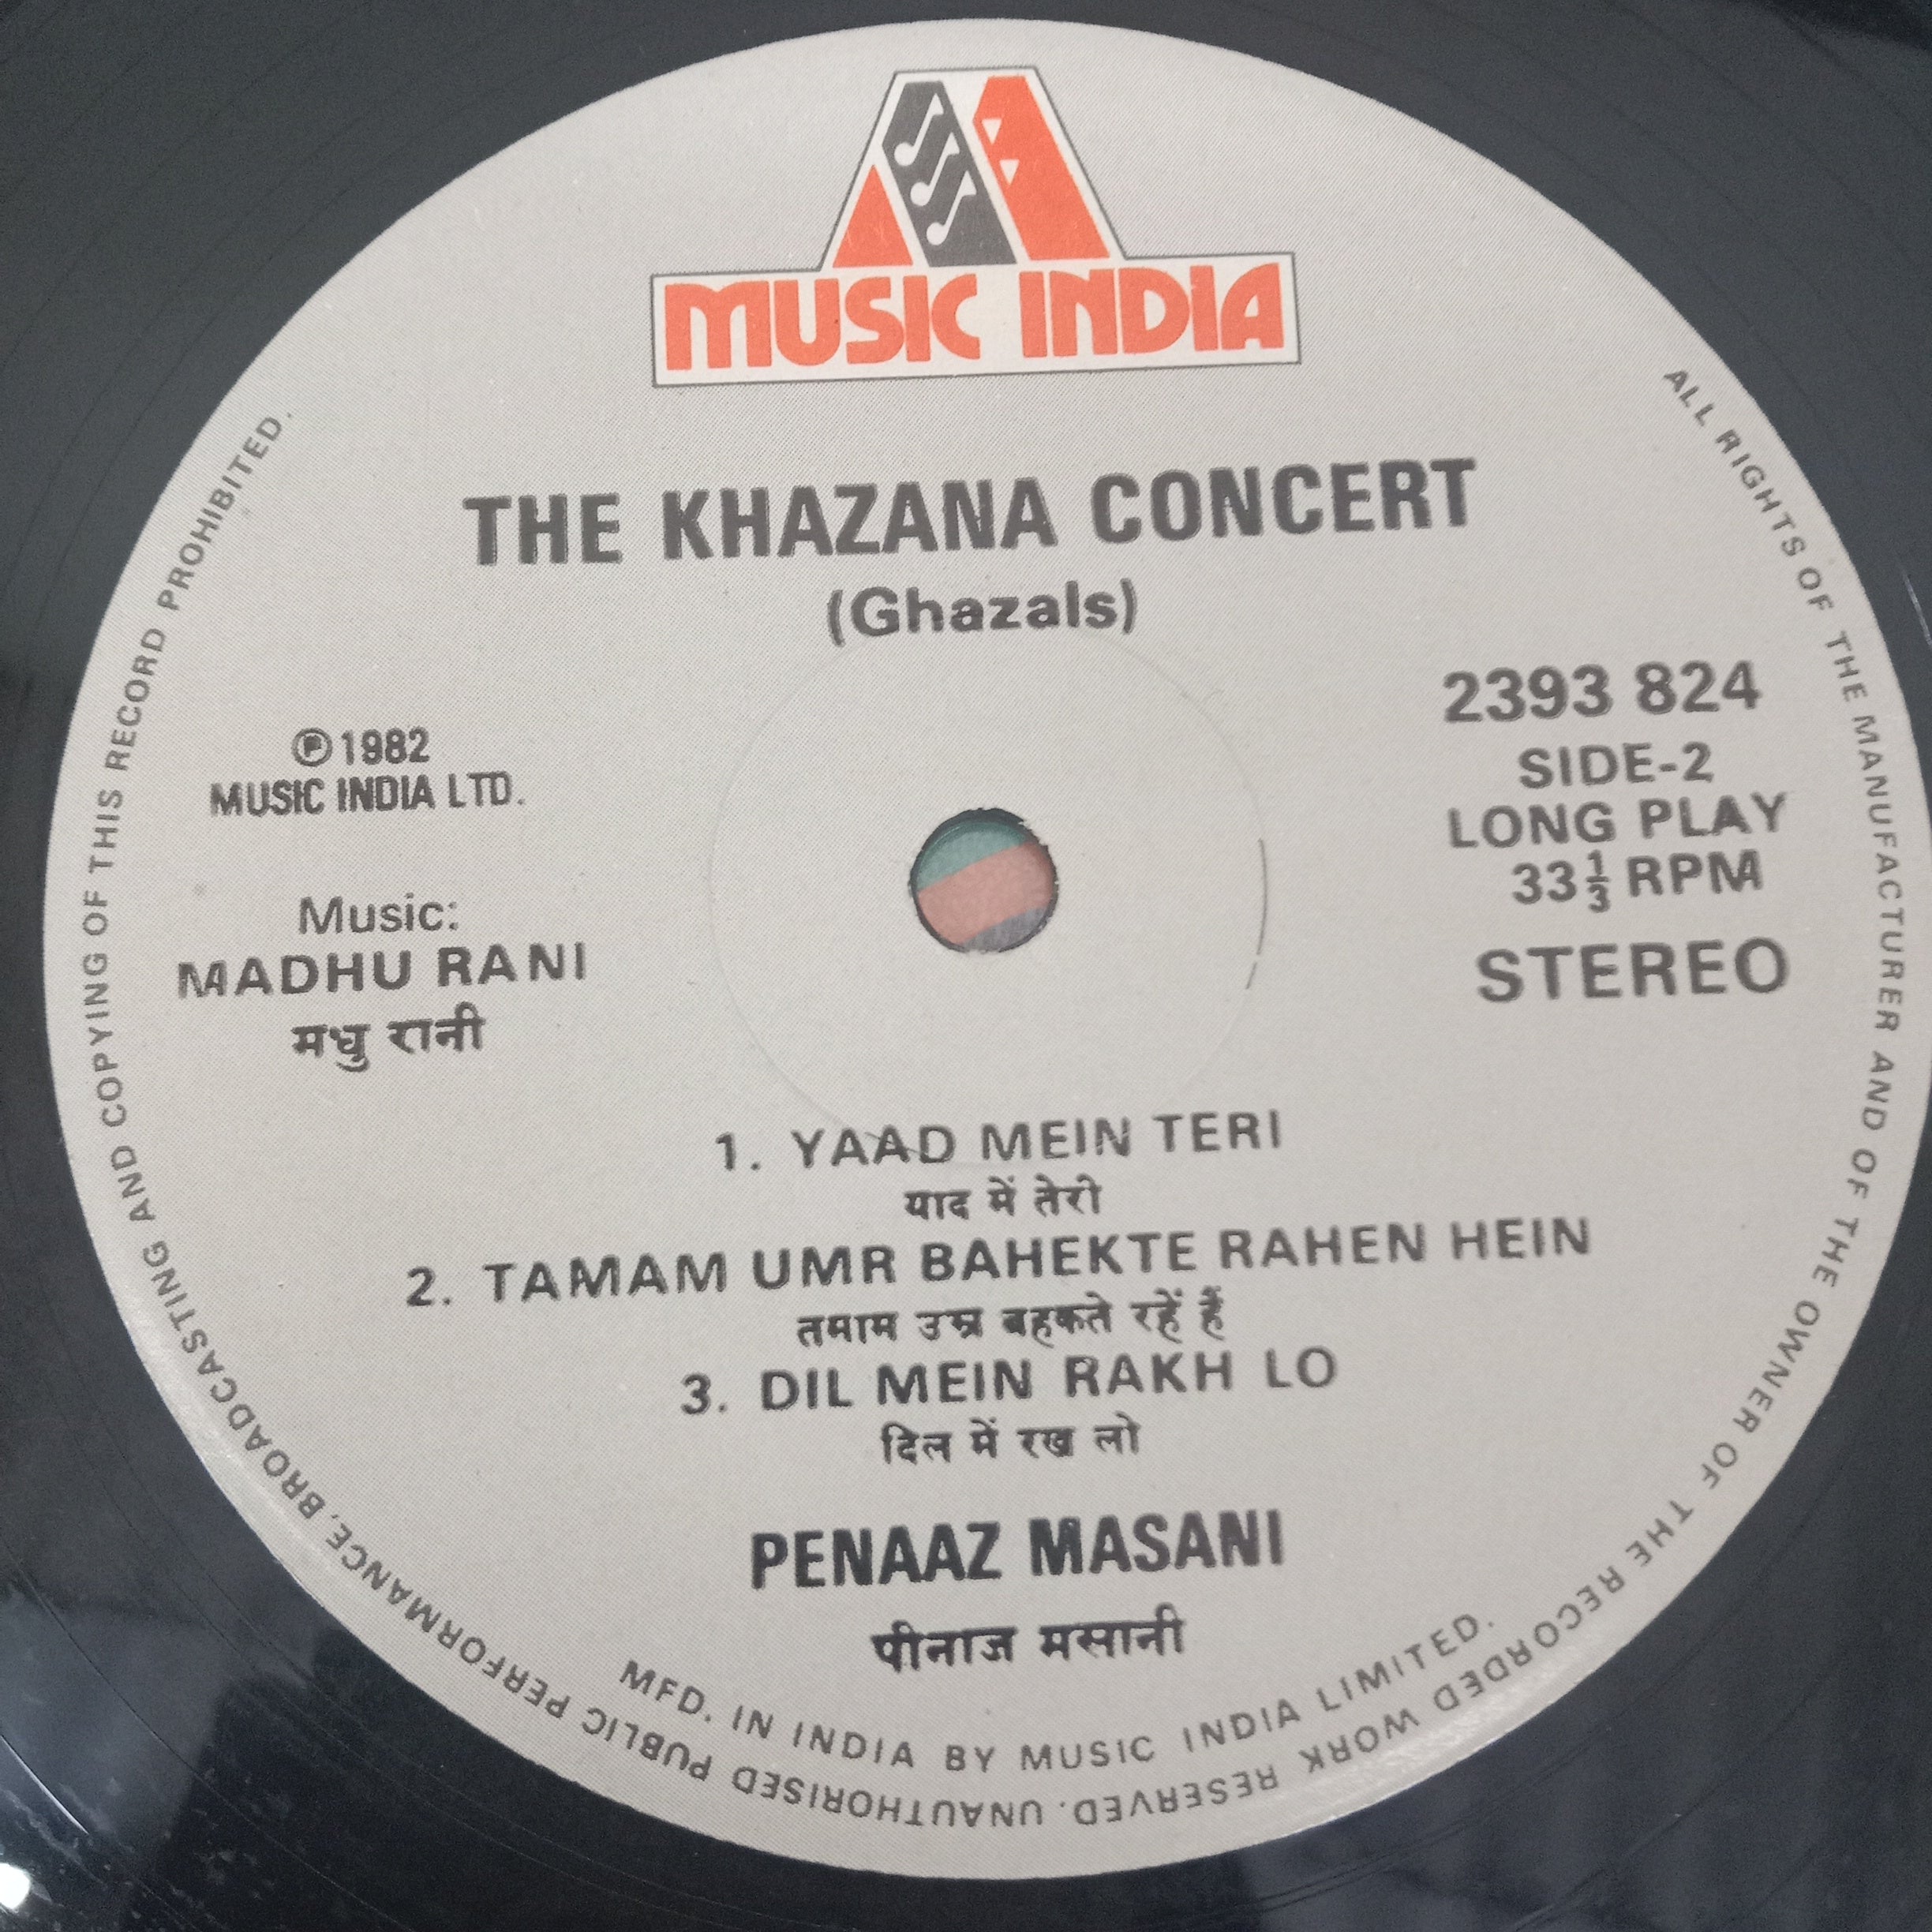 MUSIC INDIA
THE KHAZANA CONCERT
(Ghazals)
℗ 1982
MUSIC INDIA LTD.
Music:
MADHU RANI
मधु रानी
2393 824
SIDE-2
LONG PLAY
33⅓ RPM
STEREO
1. YAAD MEIN TERI
याद में तेरी
2. TAMAM UMR BAHEKTE RAHEN HEIN
तमाम उम्र बहकते रहें हैं
3. DIL MEIN RAKH LO
दिल में रख लो
PENAAZ MASANI
पीनाज मसानी
MFD. IN INDIA BY MUSIC INDIA LIMITED.
ALL RIGHTS OF THE MANUFACTURER AND OF THE OWNER OF THE RECORDED WORK RESERVED. UNAUTHORISED PUBLIC PERFORMANCE, BROADCASTING AND COPYING OF THIS RECORD PROHIBITED.